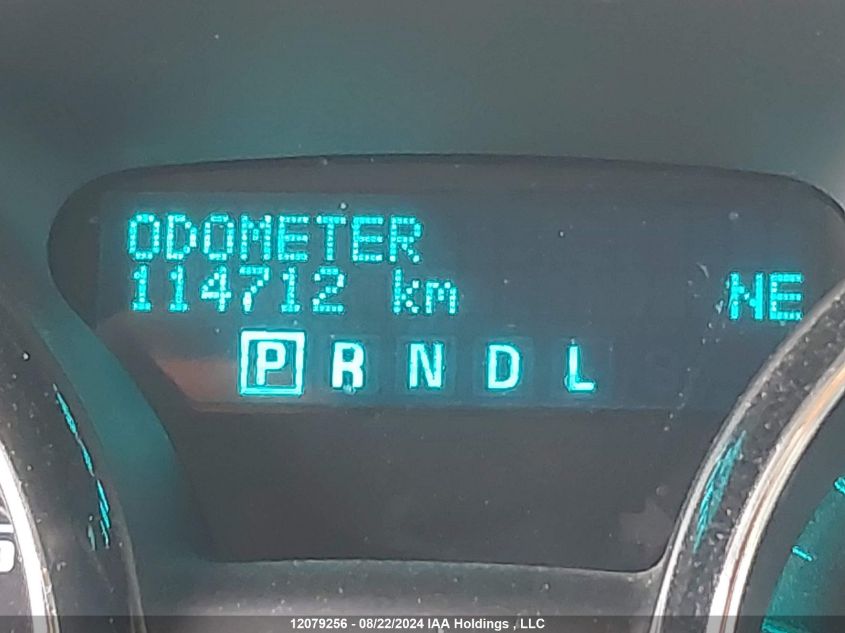 ODOMETER
114712 km NE
P R N D L
12079256 - 08/22/2024 IAA Holdings , LLC